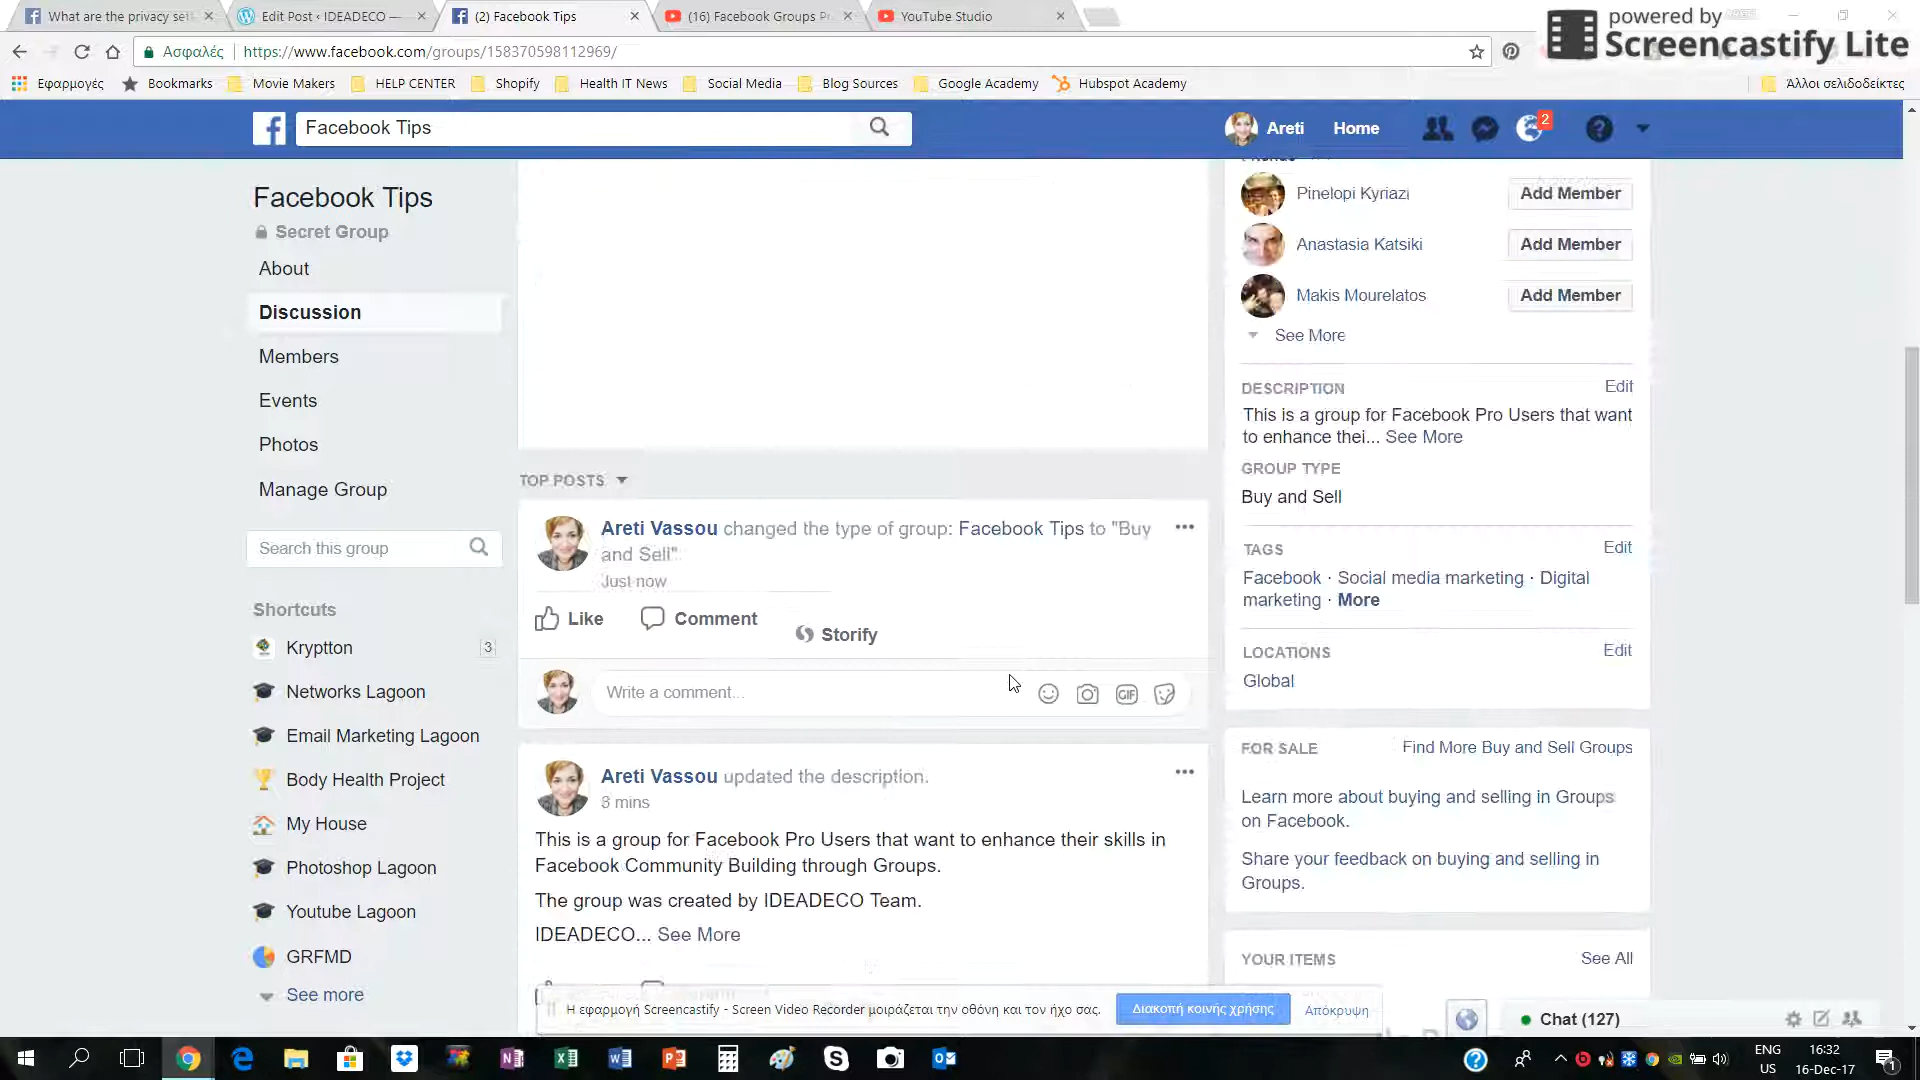 What are the privacy set
Edit Post ‹ IDEADECO —
(2) Facebook Tips
(16) Facebook Groups Pr
YouTube Studio
powered by
Screencastify Lite
Ασφαλές
https://www.facebook.com/groups/158370598112969/
Εφαρμογές
Bookmarks
Movie Makers
HELP CENTER
Shopify
Health IT News
Social Media
Blog Sources
Google Academy
Hubspot Academy
Άλλοι σελιδοδείκτες
Facebook Tips
Areti
Home
2
Facebook Tips
Secret Group
About
Discussion
Members
Events
Photos
Manage Group
Search this group
Shortcuts
Kryptton
3
Networks Lagoon
Email Marketing Lagoon
Body Health Project
My House
Photoshop Lagoon
Youtube Lagoon
GRFMD
See more
TOP POSTS
Areti Vassou changed the type of group: Facebook Tips to "Buy
and Sell"
Just now
Like
Comment
Storify
Write a comment...
GIF
Areti Vassou updated the description.
3 mins
This is a group for Facebook Pro Users that want to enhance their skills in
Facebook Community Building through Groups.
The group was created by IDEADECO Team.
IDEADECO... See More
Pinelopi Kyriazi
Add Member
Anastasia Katsiki
Add Member
Makis Mourelatos
Add Member
See More
DESCRIPTION
Edit
This is a group for Facebook Pro Users that want
to enhance thei... See More
GROUP TYPE
Buy and Sell
TAGS
Edit
Facebook · Social media marketing · Digital
marketing · More
LOCATIONS
Edit
Global
FOR SALE
Find More Buy and Sell Groups
Learn more about buying and selling in Groups
on Facebook.
Share your feedback on buying and selling in
Groups.
YOUR ITEMS
See All
Η εφαρμογή Screencastify - Screen Video Recorder μοιράζεται την οθόνη και τον ήχο σας.
Διακοπή κοινής χρήσης
Απόκρυψη
Chat (127)
ENG
US
16:32
16-Dec-17
1